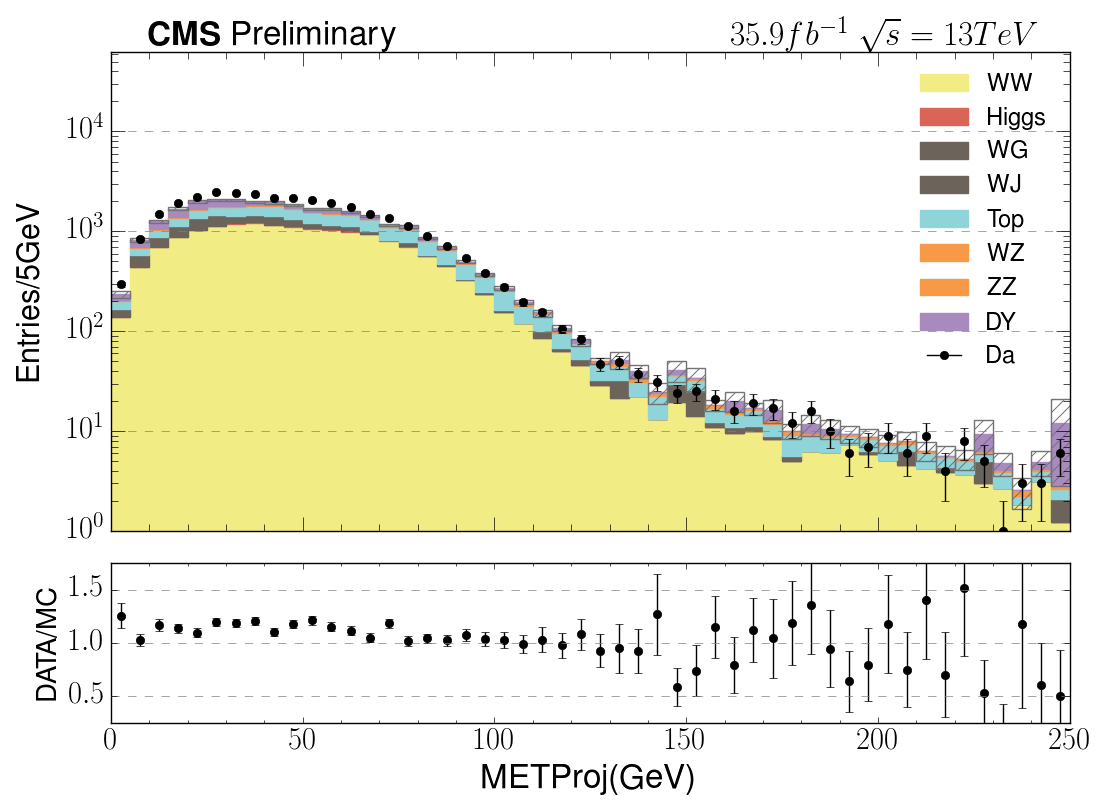 CMS Preliminary 35.9fb⁻¹ √s = 13TeV
WW
Higgs
WG
WJ
Top
WZ
ZZ
DY
Da
Entries/5GeV
10⁴
10³
10²
10¹
10⁰
DATA/MC
1.5
1.0
0.5
0 50 100 150 200 250
METProj(GeV)